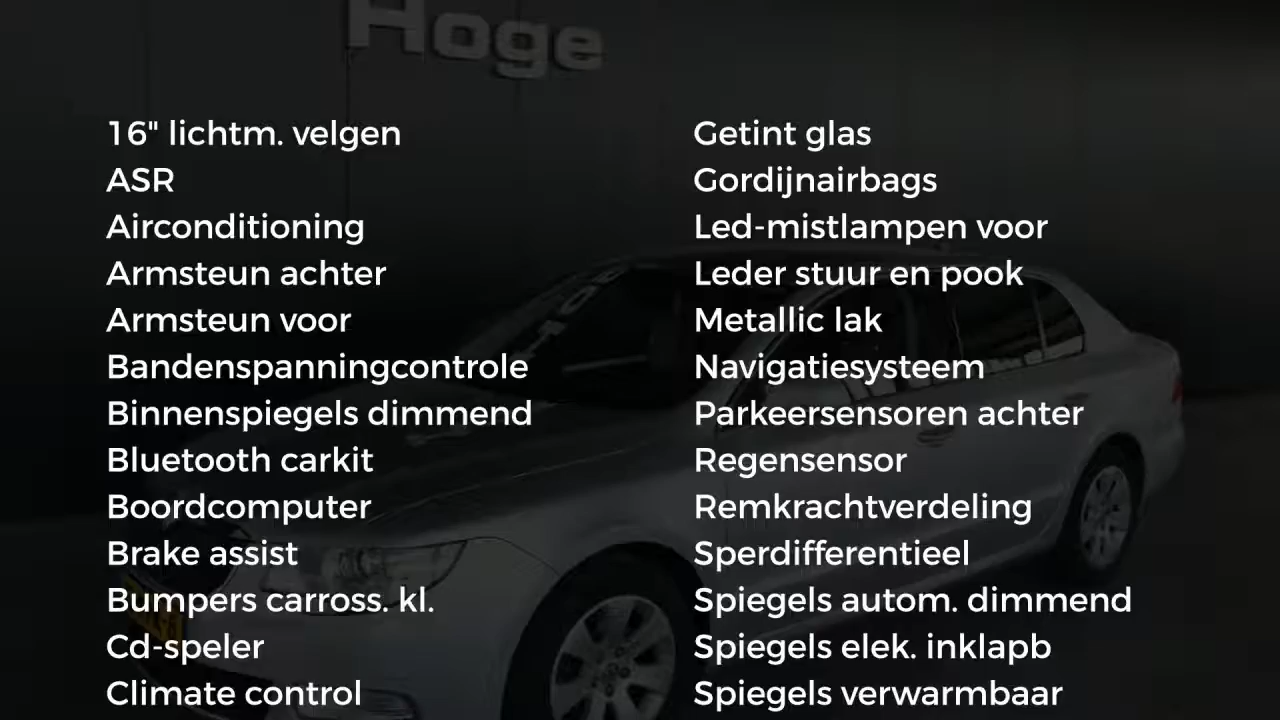 Hoge
16" lichtm. velgen
ASR
Airconditioning
Armsteun achter
Armsteun voor
Bandenspanningcontrole
Binnenspiegels dimmend
Bluetooth carkit
Boordcomputer
Brake assist
Bumpers carross. kl.
Cd-speler
Climate control
Getint glas
Gordijnairbags
Led-mistlampen voor
Leder stuur en pook
Metallic lak
Navigatiesysteem
Parkeersensoren achter
Regensensor
Remkrachtverdeling
Sperdifferentieel
Spiegels autom. dimmend
Spiegels elek. inklapb
Spiegels verwarmbaar